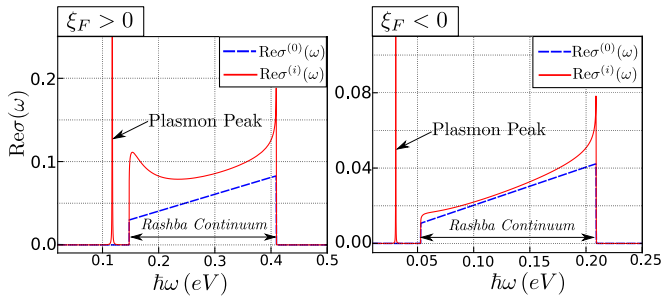 ξ_F > 0
Reσ^(0)(ω)
Reσ^(i)(ω)
Plasmon Peak
Rashba Continuum
Reσ(ω)
0.2
0.1
0.0
0.1 0.2 0.3 0.4 0.5
ħω (eV)
ξ_F < 0
Reσ^(0)(ω)
Reσ^(i)(ω)
Plasmon Peak
Rashba Continuum
0.08
0.04
0.00
0.05 0.10 0.15 0.20 0.25
ħω (eV)